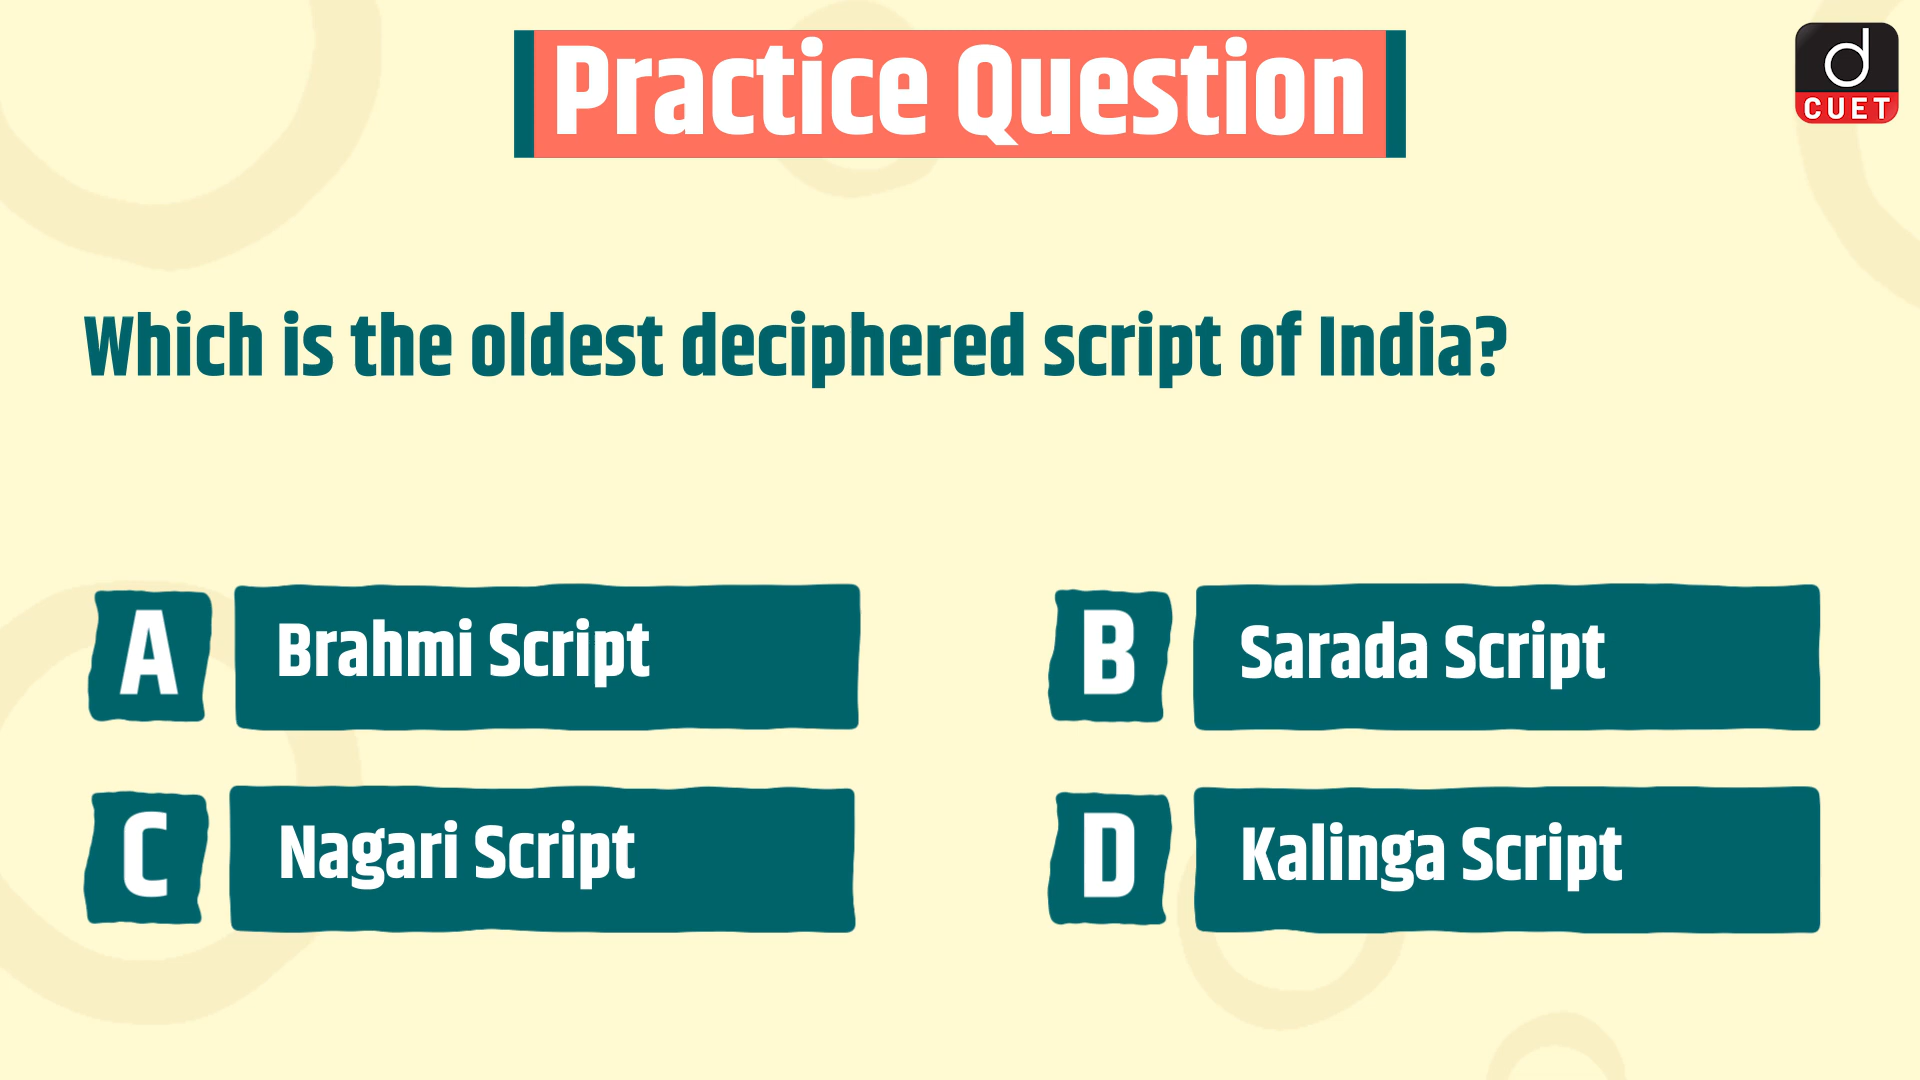 Practice Question
d
CUET
Which is the oldest deciphered script of India?
A Brahmi Script
B Sarada Script
C Nagari Script
D Kalinga Script